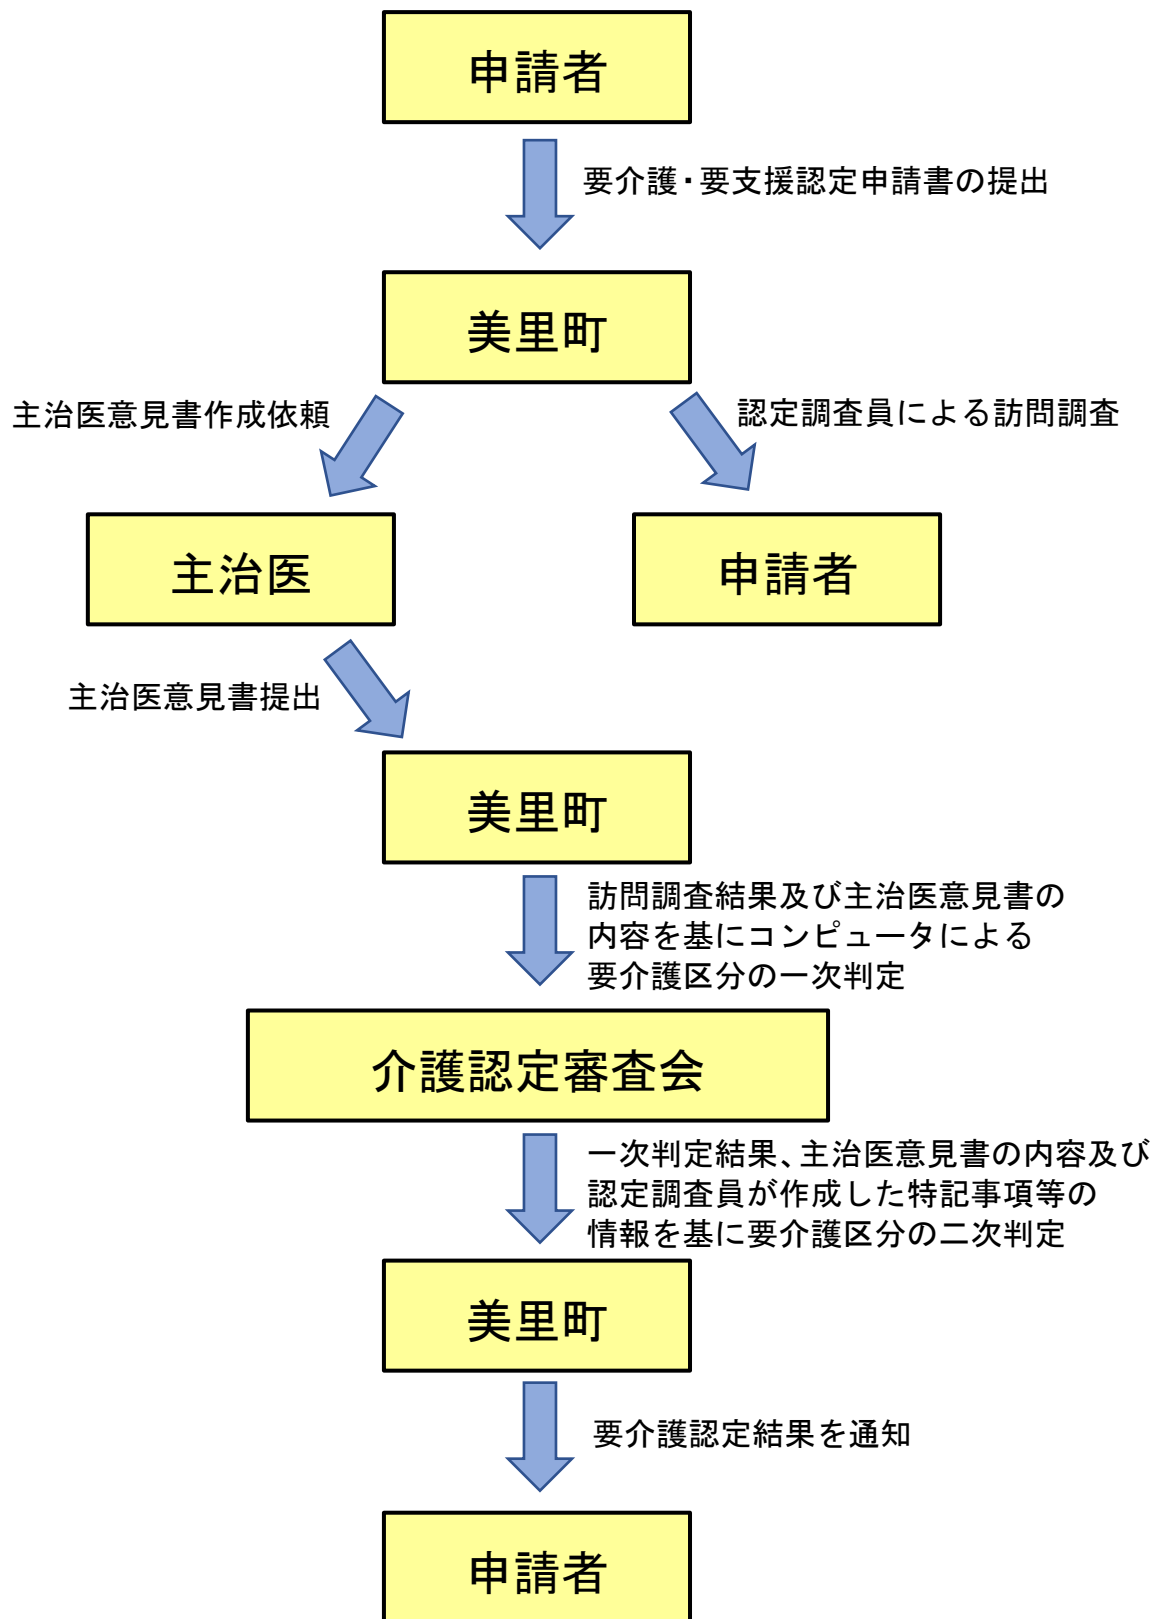 申請者
要介護・要支援認定申請書の提出
美里町
主治医意見書作成依頼
認定調査員による訪問調査
主治医
申請者
主治医意見書提出
美里町
訪問調査結果及び主治医意見書の
内容を基にコンピュータによる
要介護区分の一次判定
介護認定審査会
一次判定結果、主治医意見書の内容及び
認定調査員が作成した特記事項等の
情報を基に要介護区分の二次判定
美里町
要介護認定結果を通知
申請者